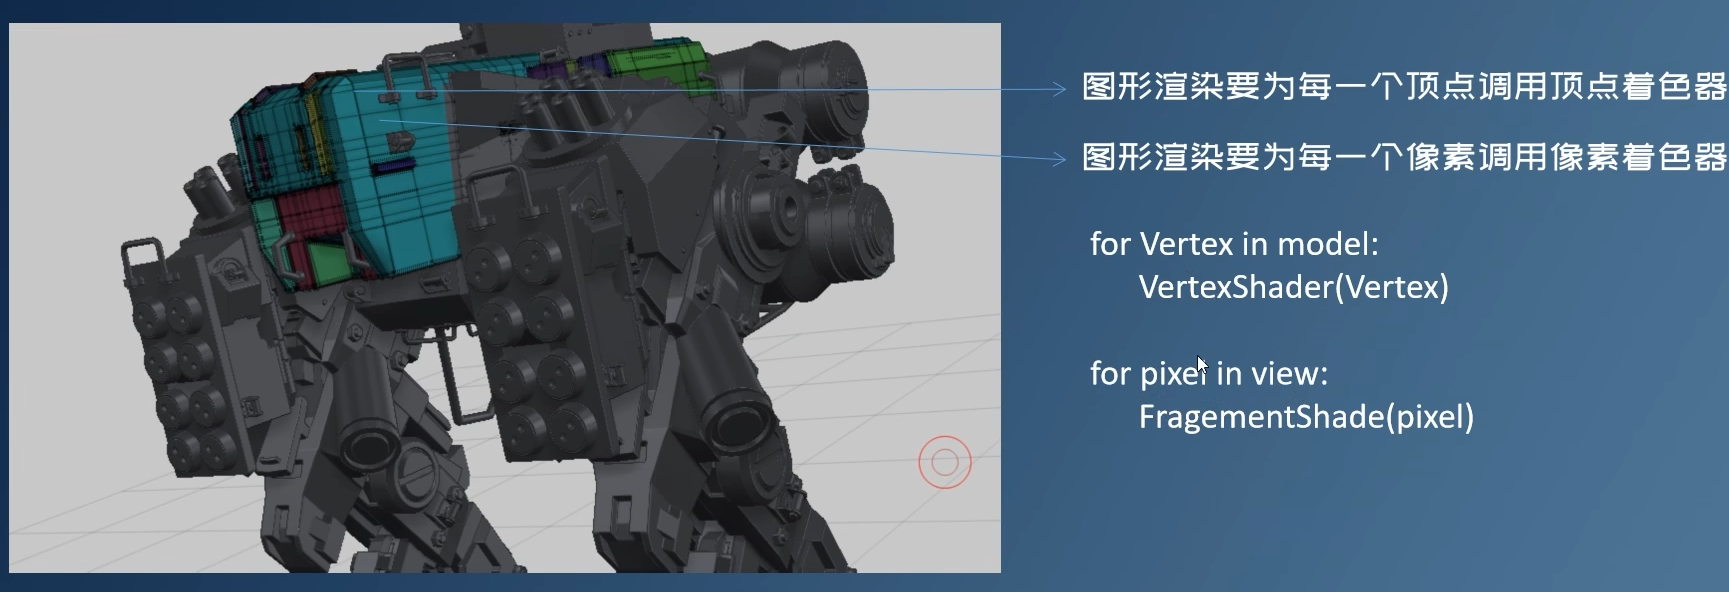 图形渲染要为每一个顶点调用顶点着色器
图形渲染要为每一个像素调用像素着色器
for Vertex in model:
VertexShader(Vertex)
for pixel in view:
FragementShade(pixel)